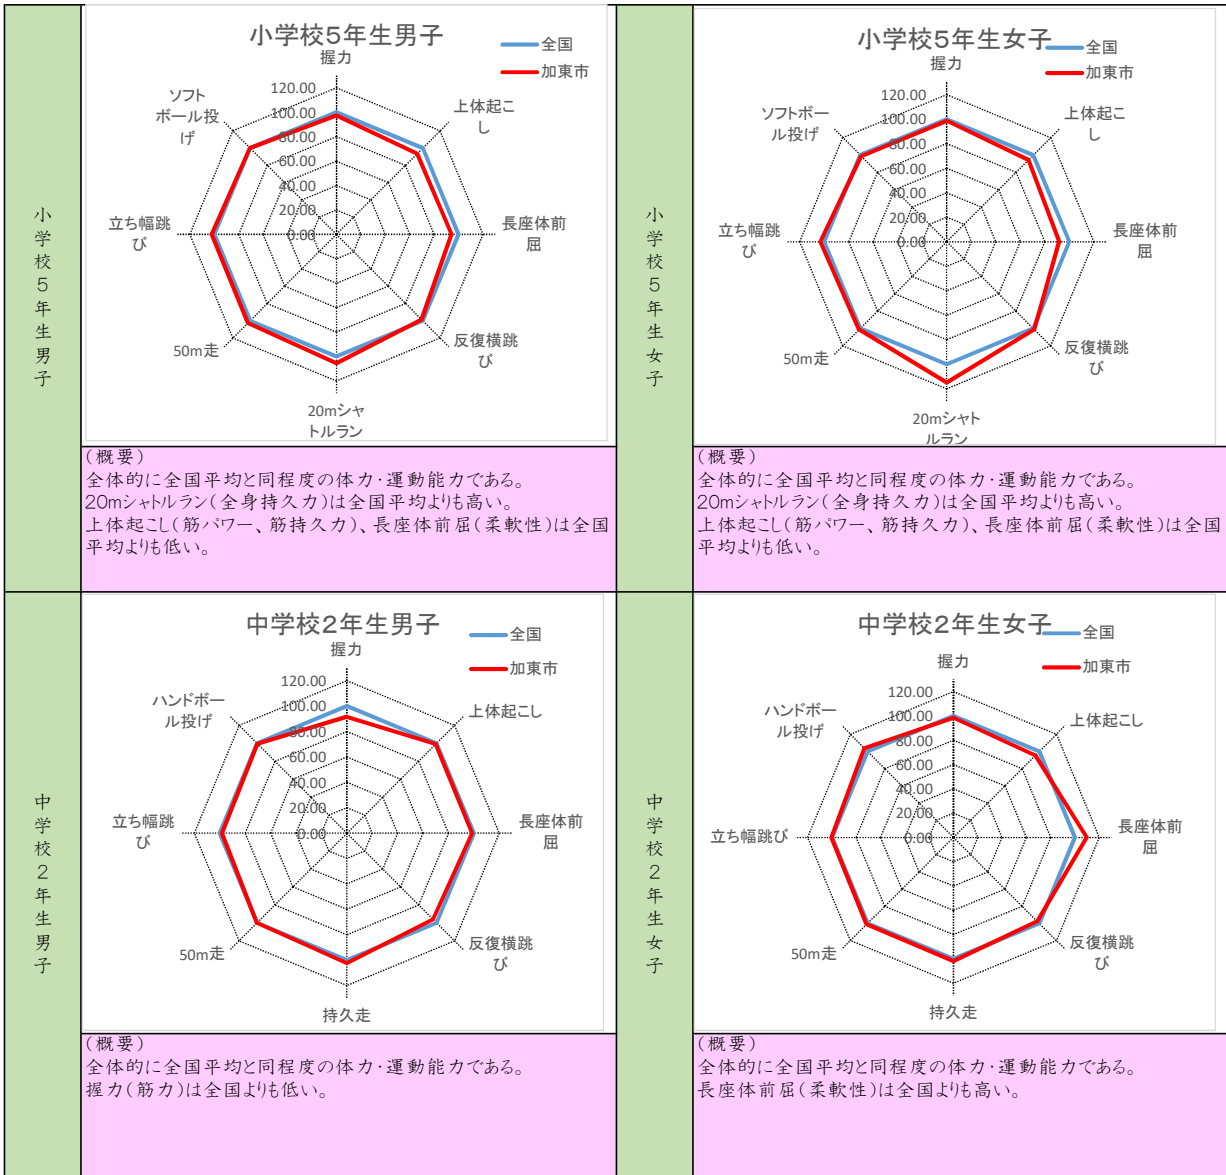 小学校5年生男子
小学校5年生男子
全国
加東市
握力
上体起こ
し
長座体前
屈
反復横跳
び
20mシャ
トルラン
50m走
立ち幅跳
び
ソフト
ボール投
げ
120.00
100.00
80.00
60.00
40.00
20.00
0.00
(概要)
全体的に全国平均と同程度の体力・運動能力である。
20mシャトルラン(全身持久力)は全国平均よりも高い。
上体起こし(筋パワー、筋持久力)、長座体前屈(柔軟性)は全国
平均よりも低い。
小学校5年生女子
小学校5年生女子
全国
加東市
握力
上体起こ
し
長座体前
屈
反復横跳
び
20mシャト
ルラン
50m走
立ち幅跳
び
ソフトボー
ル投げ
120.00
100.00
80.00
60.00
40.00
20.00
0.00
(概要)
全体的に全国平均と同程度の体力・運動能力である。
20mシャトルラン(全身持久力)は全国平均よりも高い。
上体起こし(筋パワー、筋持久力)、長座体前屈(柔軟性)は全国
平均よりも低い。
中学校2年生男子
中学校2年生男子
全国
加東市
握力
上体起こし
長座体前
屈
反復横跳
び
持久走
50m走
立ち幅跳
び
ハンドボー
ル投げ
120.00
100.00
80.00
60.00
40.00
20.00
0.00
(概要)
全体的に全国平均と同程度の体力・運動能力である。
握力(筋力)は全国よりも低い。
中学校2年生女子
中学校2年生女子
全国
加東市
握力
上体起こし
長座体前
屈
反復横跳
び
持久走
50m走
立ち幅跳び
ハンドボー
ル投げ
120.00
100.00
80.00
60.00
40.00
20.00
0.00
(概要)
全体的に全国平均と同程度の体力・運動能力である。
長座体前屈(柔軟性)は全国よりも高い。